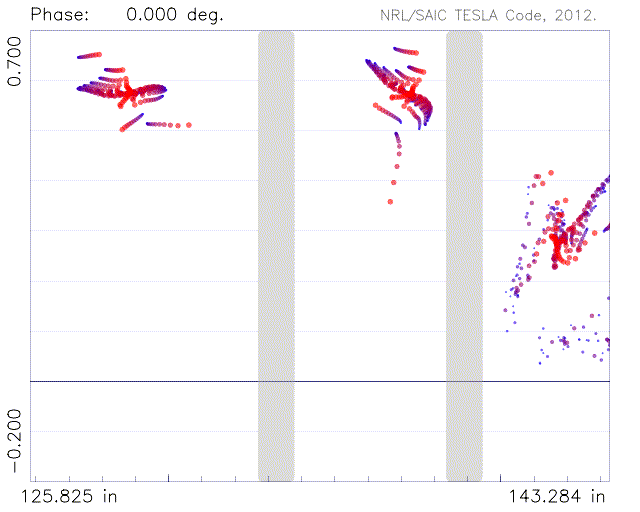 Phase: 0.000 deg. NRL/SAIC TESLA Code, 2012.
0.700
-0.200
125.825 in 143.284 in